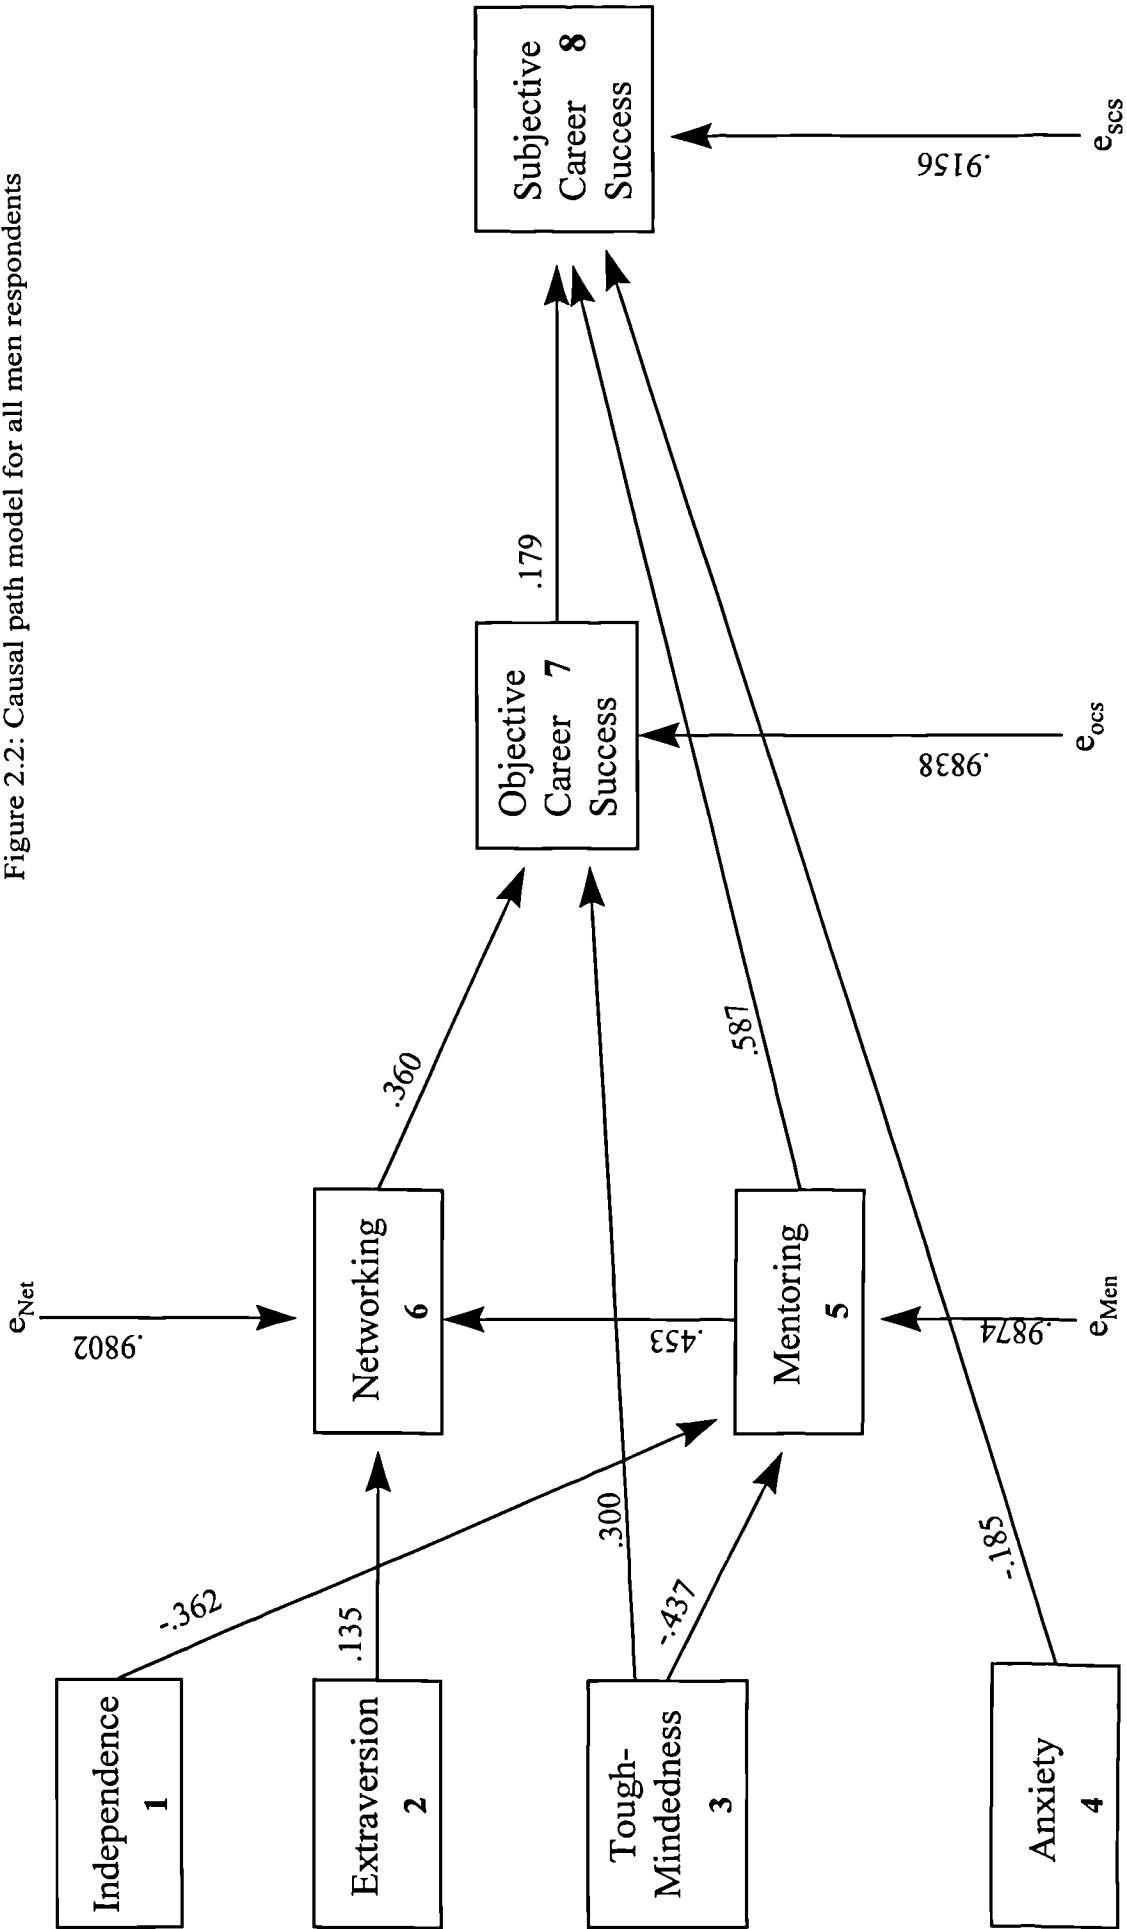 Figure 2.2: Causal path model for all men respondents
e_Net
.9802
Independence
1
-.362
Extraversion
2
.135
Networking
6
.360
Tough-
Mindedness
3
.300
-.437
.453
Objective
Career 7
Success
.179
Subjective
Career 8
Success
Mentoring
5
.587
Anxiety
4
-.185
.9874
e_Men
.9838
e_ocs
.9156
e_scs